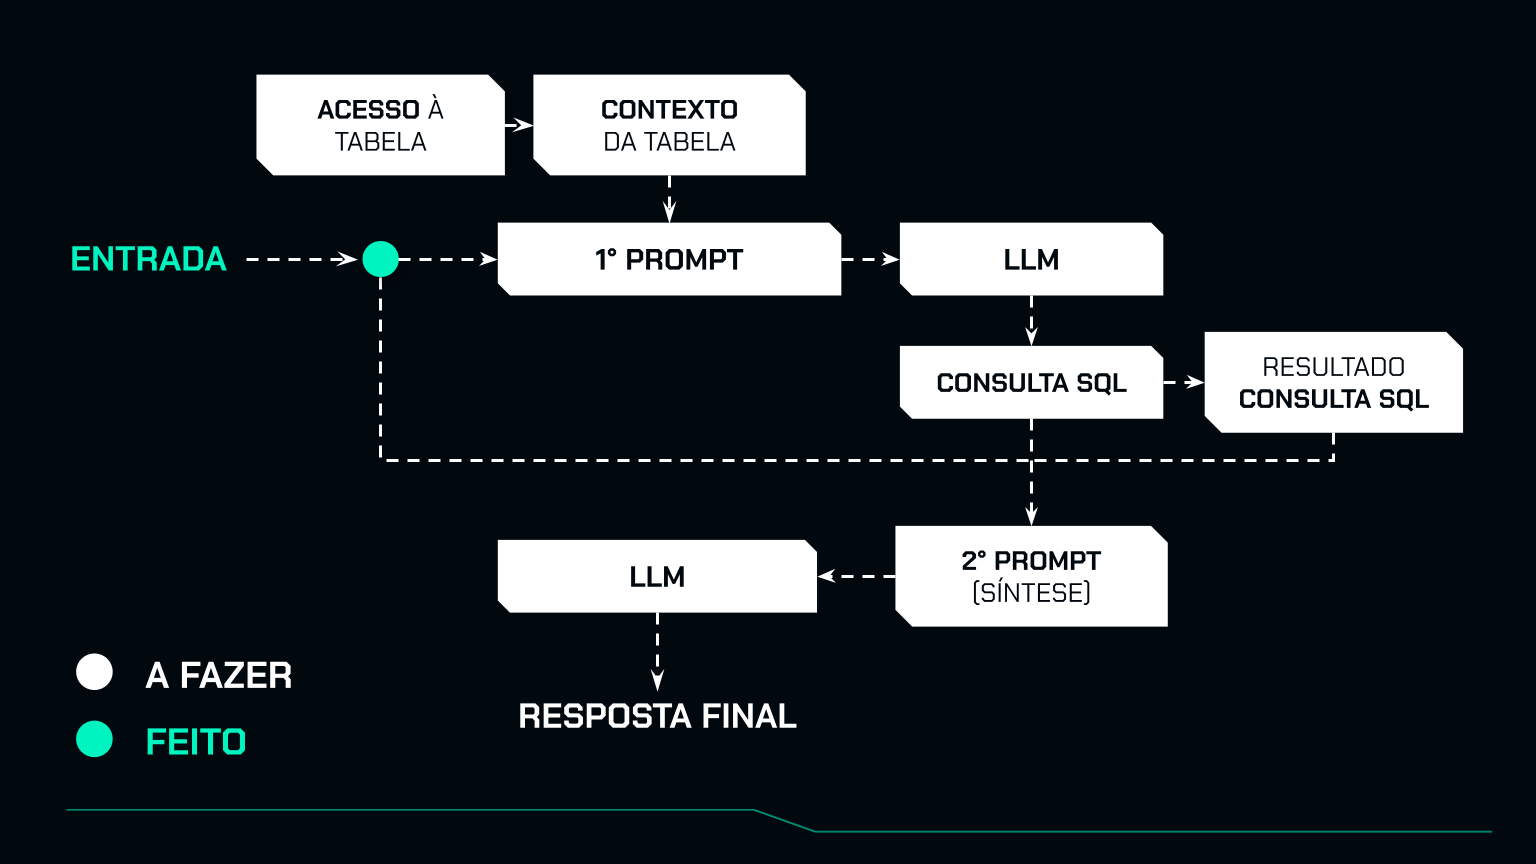 ACESSO À
TABELA
CONTEXTO
DA TABELA
ENTRADA
1° PROMPT
LLM
CONSULTA SQL
RESULTADO
CONSULTA SQL
LLM
2° PROMPT
(SÍNTESE)
A FAZER
RESPOSTA FINAL
FEITO